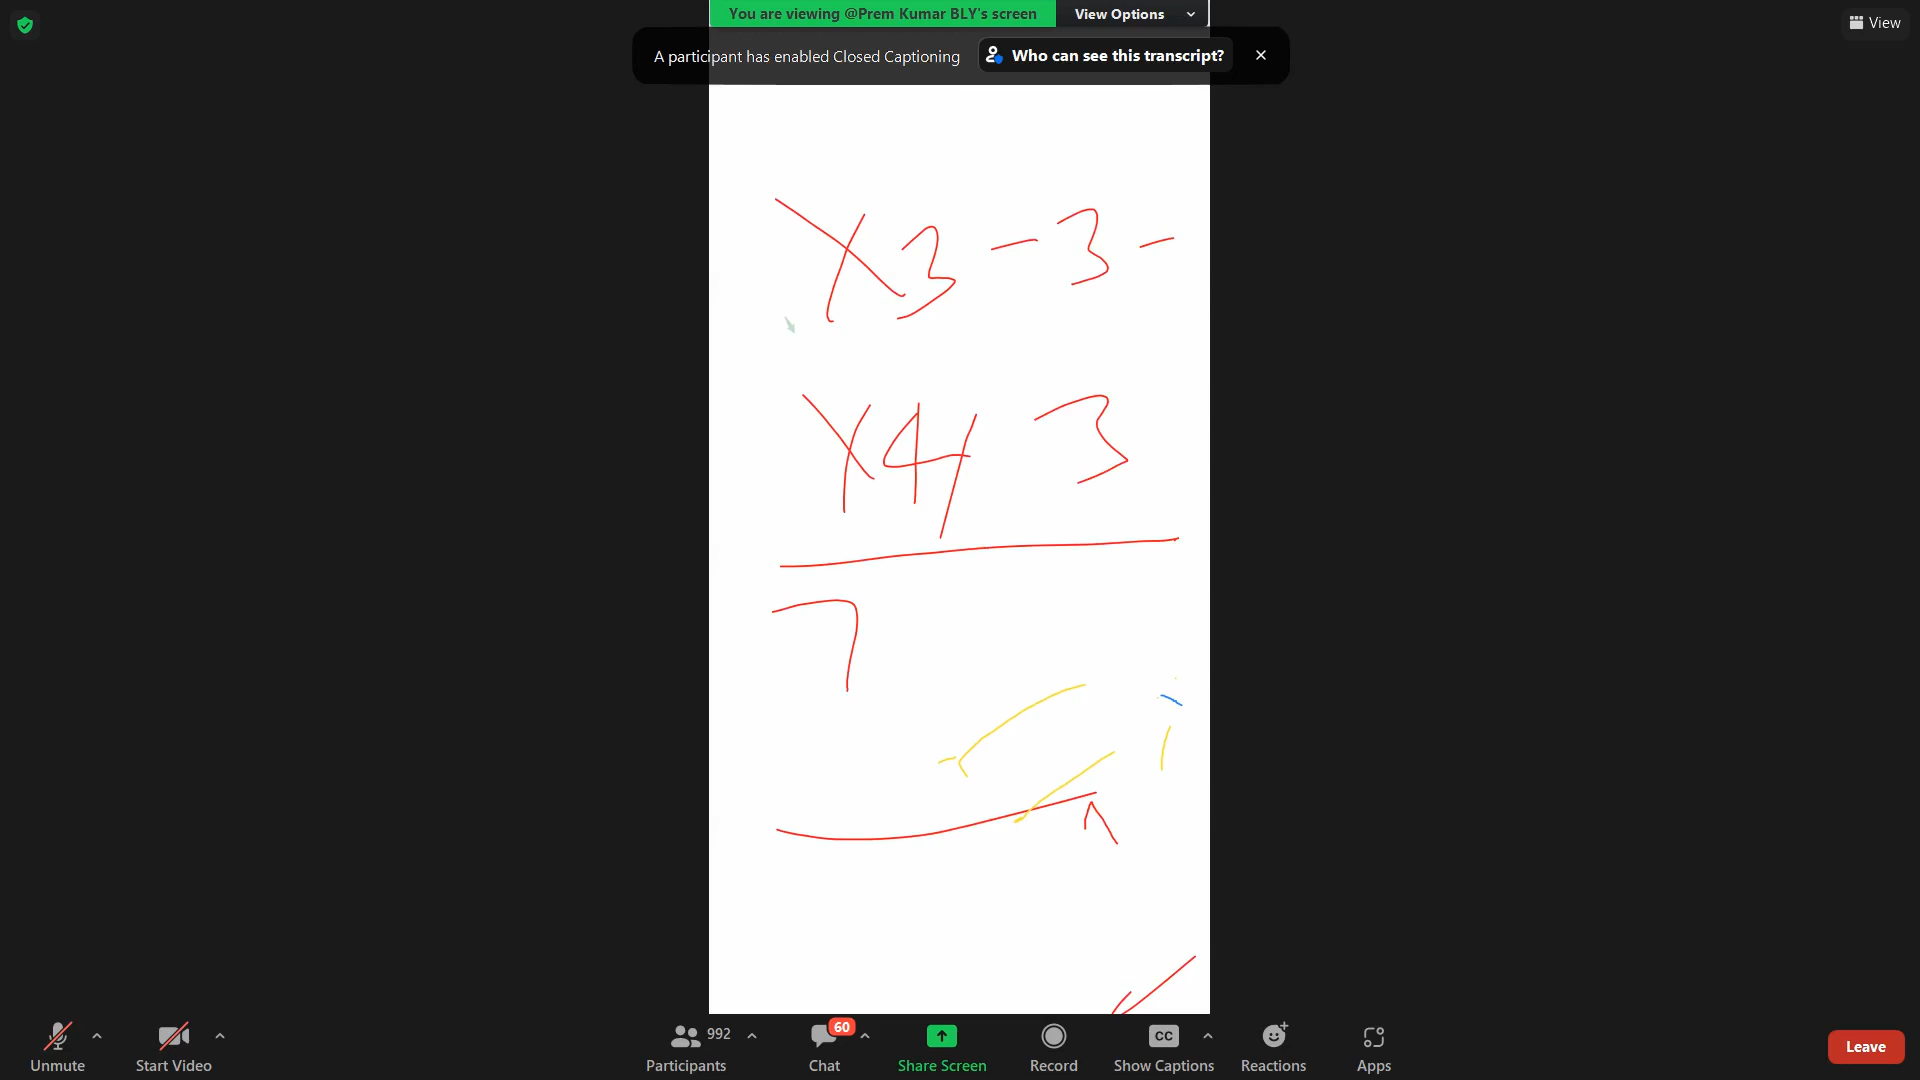 You are viewing @Prem Kumar BLY's screen View Options
View
A participant has enabled Closed Captioning Who can see this transcript?
X3 - 3 -
Y4 3
7
992 60 CC
Unmute Start Video Participants Chat Share Screen Record Show Captions Reactions Apps Leave